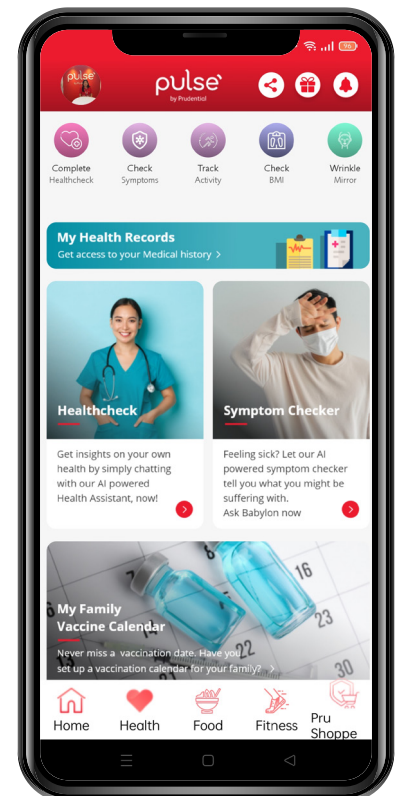 96
pulse
pulse
by Prudential
Complete
Healthcheck
Check
Symptoms
Track
Activity
Check
BMI
Wrinkle
Mirror
My Health Records
Get access to your Medical history >
Healthcheck
Get insights on your own
health by simply chatting
with our AI powered
Health Assistant, now!
Symptom Checker
Feeling sick? Let our AI
powered symptom checker
tell you what you might be
suffering with.
Ask Babylon now
8
16
My Family
Vaccine Calendar
23
Never miss a vaccination date. Have you
22
set up a vaccination calendar for your family? >
30
Home
Health
Food
Fitness
Pru
Shoppe